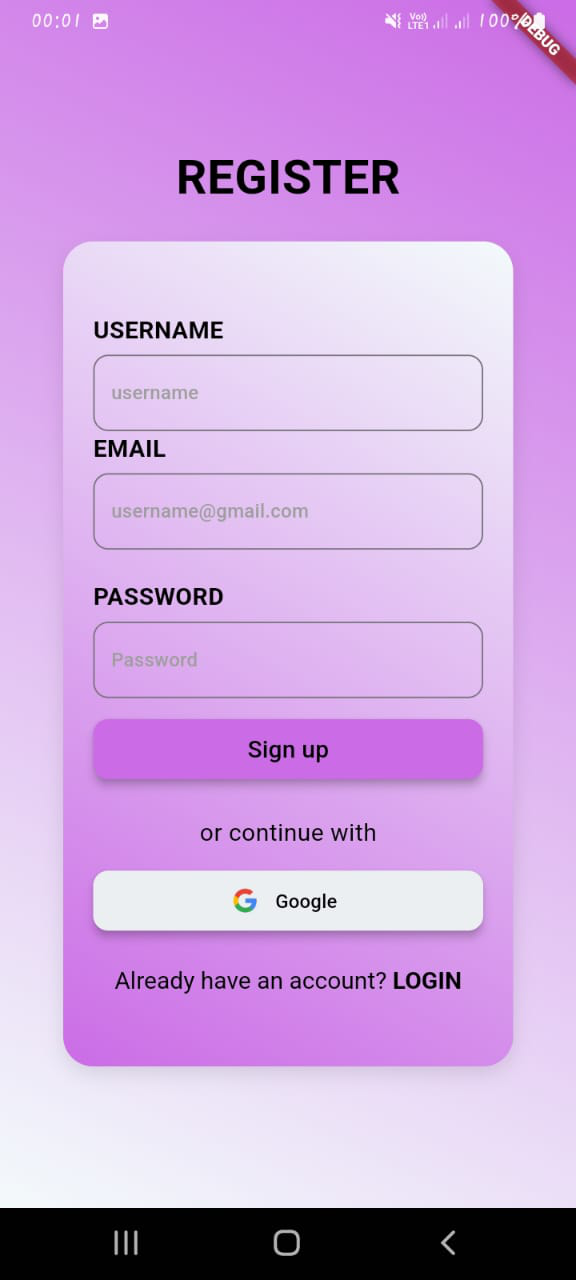 00:01 Vo) LTE1 100% DEBUG
REGISTER
USERNAME
username
EMAIL
username@gmail.com
PASSWORD
Password
Sign up
or continue with
Google
Already have an account? LOGIN